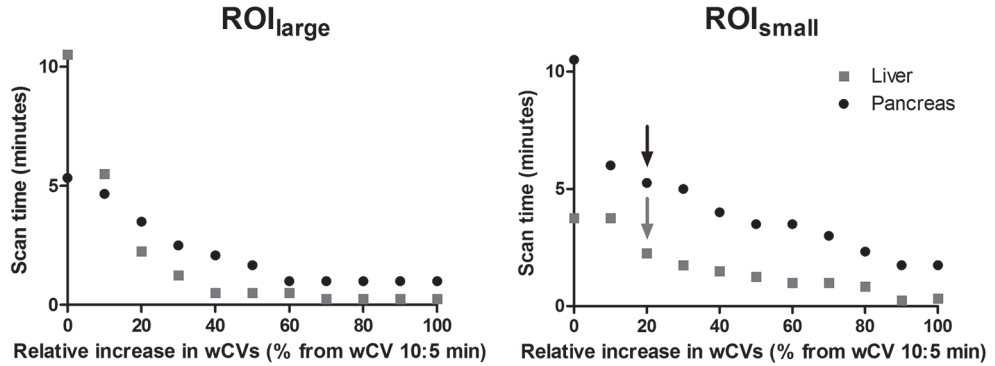 ROIlarge
10
5
0
0 20 40 60 80 100
Scan time (minutes)
Relative increase in wCVs (% from wCV 10:5 min)
ROIsmall
Liver
Pancreas
10
5
0
0 20 40 60 80 100
Scan time (minutes)
Relative increase in wCVs (% from wCV 10:5 min)